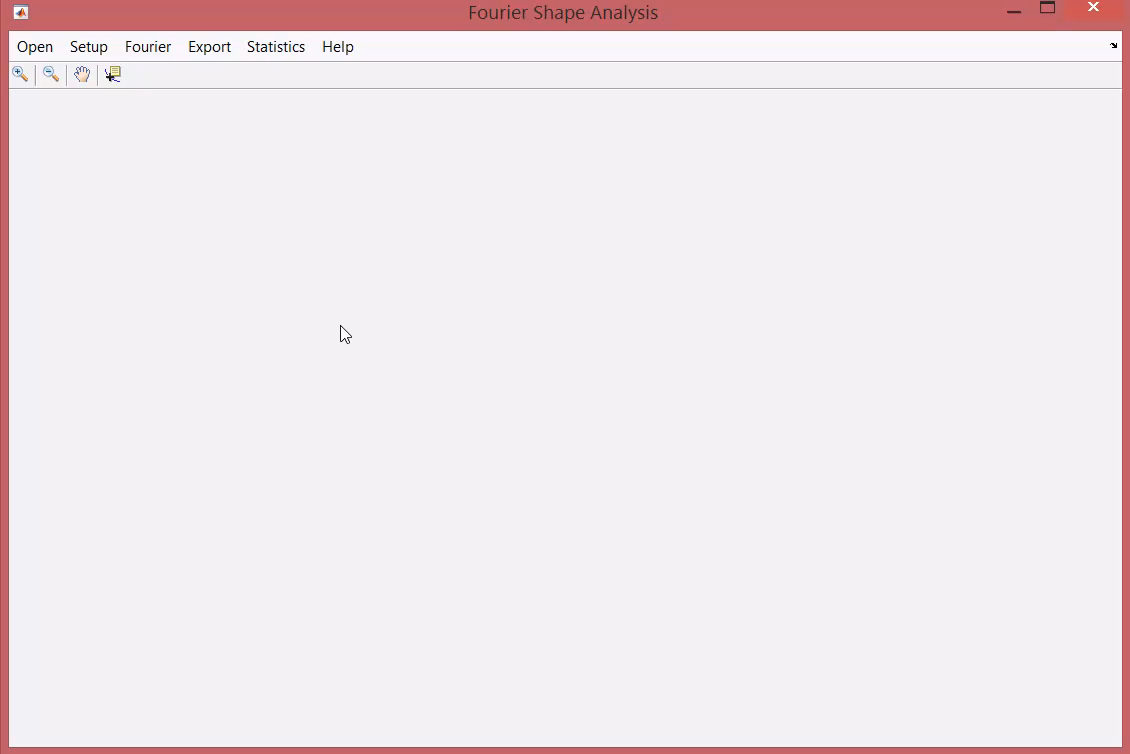 Fourier Shape Analysis
Open Setup Fourier Export Statistics Help